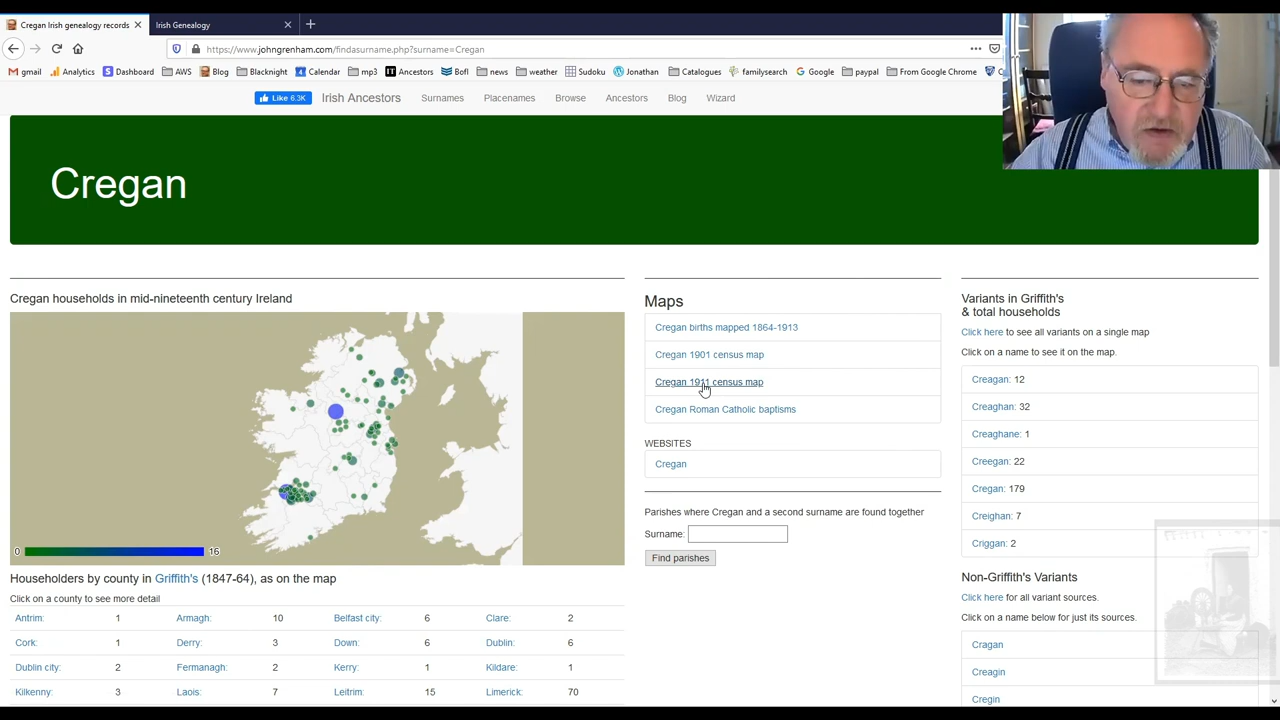 Cregan Irish genealogy records
Irish Genealogy
https://www.johngrenham.com/findasurname.php?surname=Cregan
gmail Analytics Dashboard AWS Blog Blacknight Calendar mp3 Ancestors BofI news weather Sudoku Jonathan Catalogues familysearch Google paypal From Google Chrome
Like 6.3K Irish Ancestors Surnames Placenames Browse Ancestors Blog Wizard
Cregan
Cregan households in mid-nineteenth century Ireland
0 16
Householders by county in Griffith's (1847-64), as on the map
Click on a county to see more detail
Antrim: 1 Armagh: 10 Belfast city: 6 Clare: 2
Cork: 1 Derry: 3 Down: 6 Dublin: 6
Dublin city: 2 Fermanagh: 2 Kerry: 1 Kildare: 1
Kilkenny: 3 Laois: 7 Leitrim: 15 Limerick: 70
Maps
Cregan births mapped 1864-1913
Cregan 1901 census map
Cregan 1911 census map
Cregan Roman Catholic baptisms
WEBSITES
Cregan
Parishes where Cregan and a second surname are found together
Surname:
Find parishes
Variants in Griffith's
& total households
Click here to see all variants on a single map
Click on a name to see it on the map.
Creagan: 12
Creaghan: 32
Creaghane: 1
Creegan: 22
Cregan: 179
Creighan: 7
Criggan: 2
Non-Griffith's Variants
Click here for all variant sources.
Click on a name below for just its sources.
Cragan
Creagin
Cregin